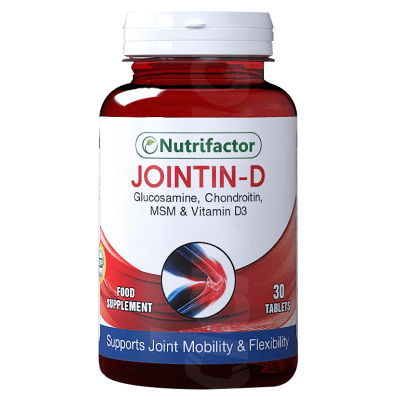 Nutrifactor
JOINTIN-D
Glucosamine, Chondroitin,
MSM & Vitamin D3
FOOD
SUPPLEMENT
30
TABLETS
Supports Joint Mobility & Flexibility